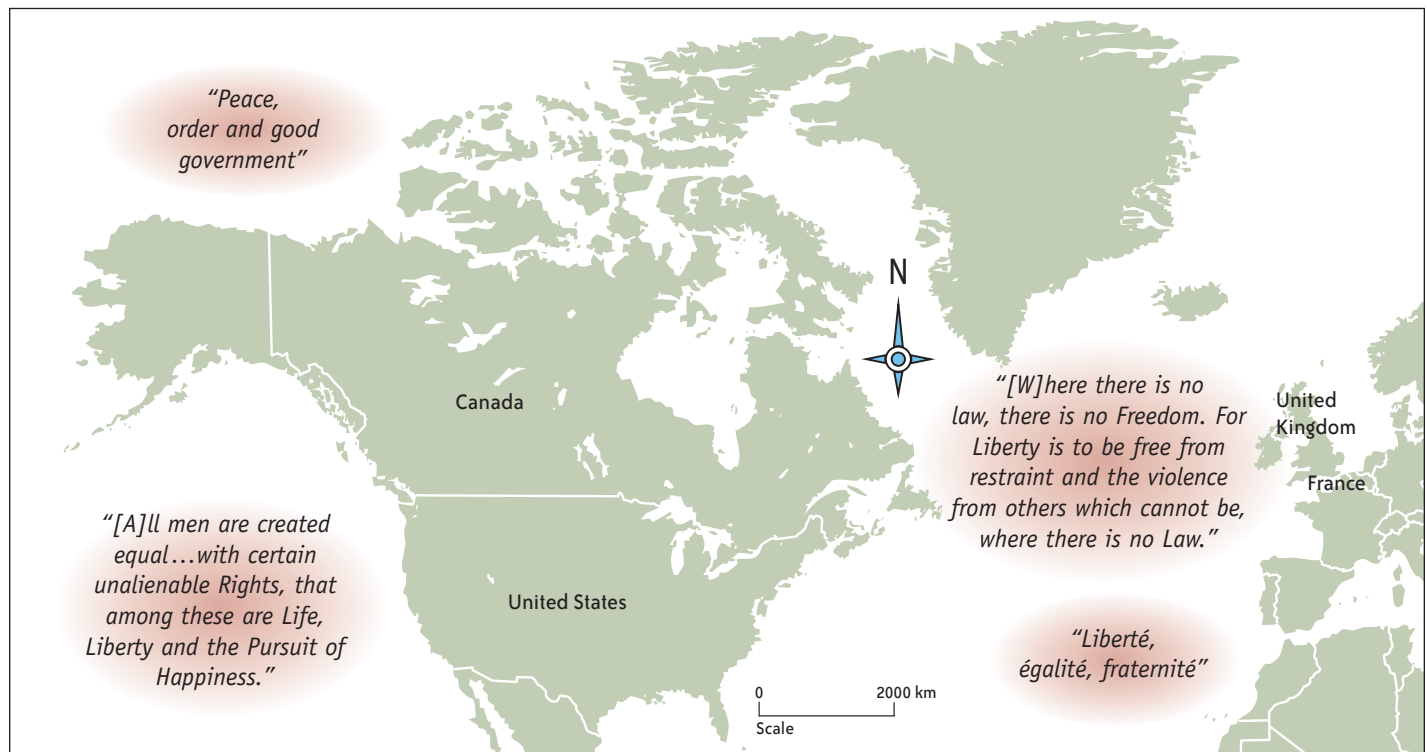 “Peace,
order and good
government”
N
Canada
“[W]here there is no
law, there is no Freedom. For
Liberty is to be free from
restraint and the violence
from others which cannot be,
where there is no Law.”
United
Kingdom
France
“[A]ll men are created
equal...with certain
unalienable Rights, that
among these are Life,
Liberty and the Pursuit of
Happiness.”
United States
“Liberté,
égalité, fraternité”
0 2000 km
Scale